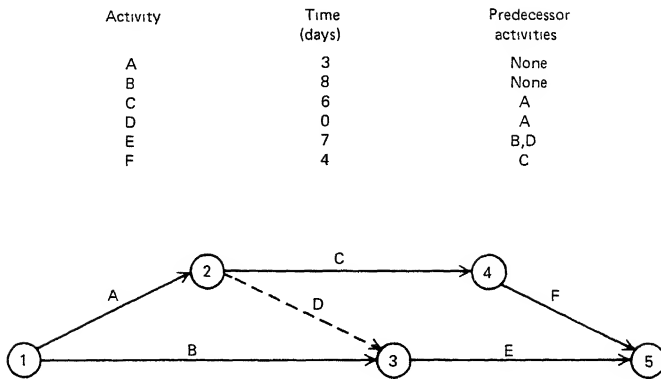 Activity Time Predecessor
(days) activities
A 3 None
B 8 None
C 6 A
D 0 A
E 7 B,D
F 4 C
2 C 4
A D F
1 B 3 E 5